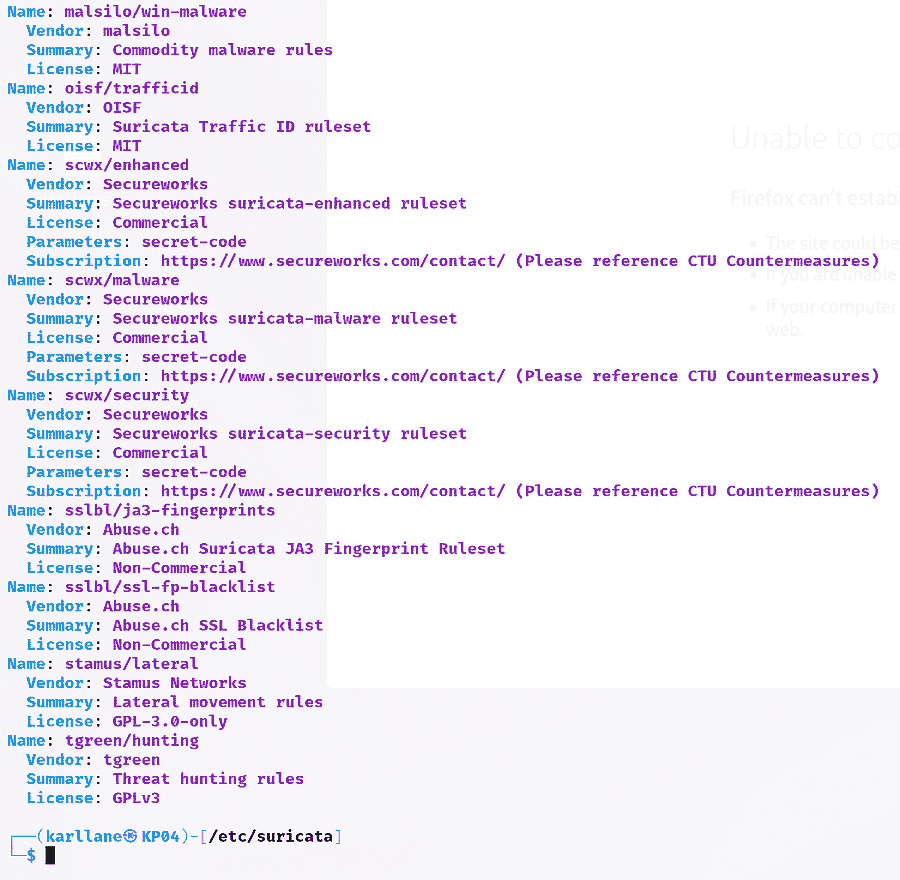 Name: malsilo/win-malware
  Vendor: malsilo
  Summary: Commodity malware rules
  License: MIT
Name: oisf/trafficid
  Vendor: OISF
  Summary: Suricata Traffic ID ruleset
  License: MIT
Name: scwx/enhanced
  Vendor: Secureworks
  Summary: Secureworks suricata-enhanced ruleset
  License: Commercial
  Parameters: secret-code
  Subscription: https://www.secureworks.com/contact/ (Please reference CTU Countermeasures)
Name: scwx/malware
  Vendor: Secureworks
  Summary: Secureworks suricata-malware ruleset
  License: Commercial
  Parameters: secret-code
  Subscription: https://www.secureworks.com/contact/ (Please reference CTU Countermeasures)
Name: scwx/security
  Vendor: Secureworks
  Summary: Secureworks suricata-security ruleset
  License: Commercial
  Parameters: secret-code
  Subscription: https://www.secureworks.com/contact/ (Please reference CTU Countermeasures)
Name: sslbl/ja3-fingerprints
  Vendor: Abuse.ch
  Summary: Abuse.ch Suricata JA3 Fingerprint Ruleset
  License: Non-Commercial
Name: sslbl/ssl-fp-blacklist
  Vendor: Abuse.ch
  Summary: Abuse.ch SSL Blacklist
  License: Non-Commercial
Name: stamus/lateral
  Vendor: Stamus Networks
  Summary: Lateral movement rules
  License: GPL-3.0-only
Name: tgreen/hunting
  Vendor: tgreen
  Summary: Threat hunting rules
  License: GPLv3
┌──(karllane㉿KP04)-[/etc/suricata]
└─$
Unable to co
Firefox can't establ
• The site could be
• If you are unable
• If your computer
web.